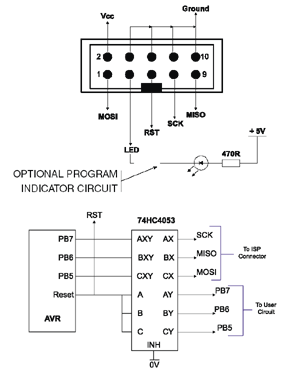 Vcc
Ground
2
10
1
9
MOSI
MISO
SCK
RST
LED
+ 5V
470R
OPTIONAL PROGRAM
INDICATOR CIRCUIT
RST
74HC4053
PB7 AXY AX SCK
PB6 BXY BX MISO
PB5 CXY CX MOSI
To ISP
Connector
Reset A AY PB7
B BY PB6
C CY PB5
To User
Circuit
AVR
INH
0V